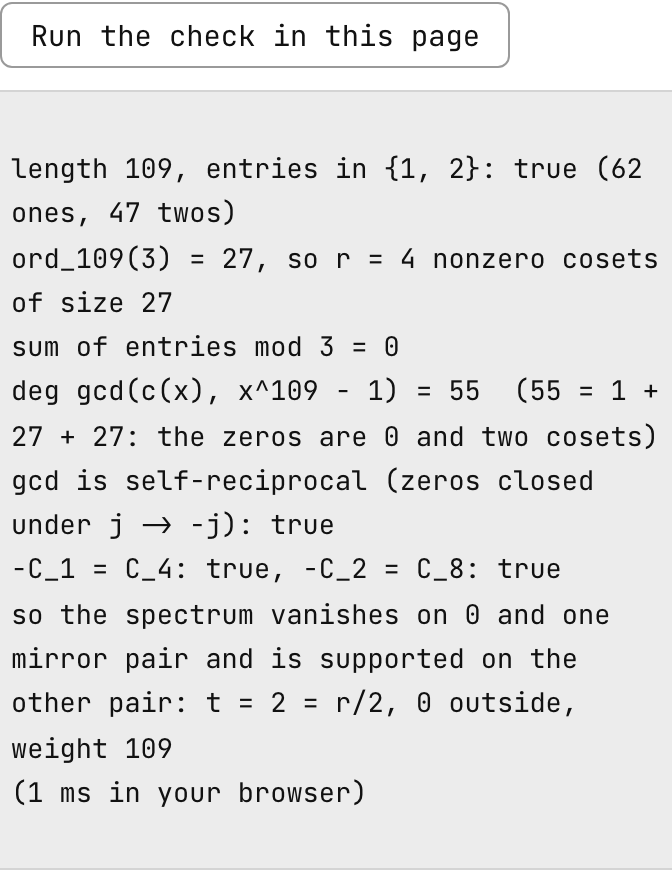 Run the check in this page
length 109, entries in {1, 2}: true (62
ones, 47 twos)
ord_109(3) = 27, so r = 4 nonzero cosets
of size 27
sum of entries mod 3 = 0
deg gcd(c(x), x^109 - 1) = 55  (55 = 1 +
27 + 27: the zeros are 0 and two cosets)
gcd is self-reciprocal (zeros closed
under j → -j): true
-C_1 = C_4: true, -C_2 = C_8: true
so the spectrum vanishes on 0 and one
mirror pair and is supported on the
other pair: t = 2 = r/2, 0 outside,
weight 109
(1 ms in your browser)